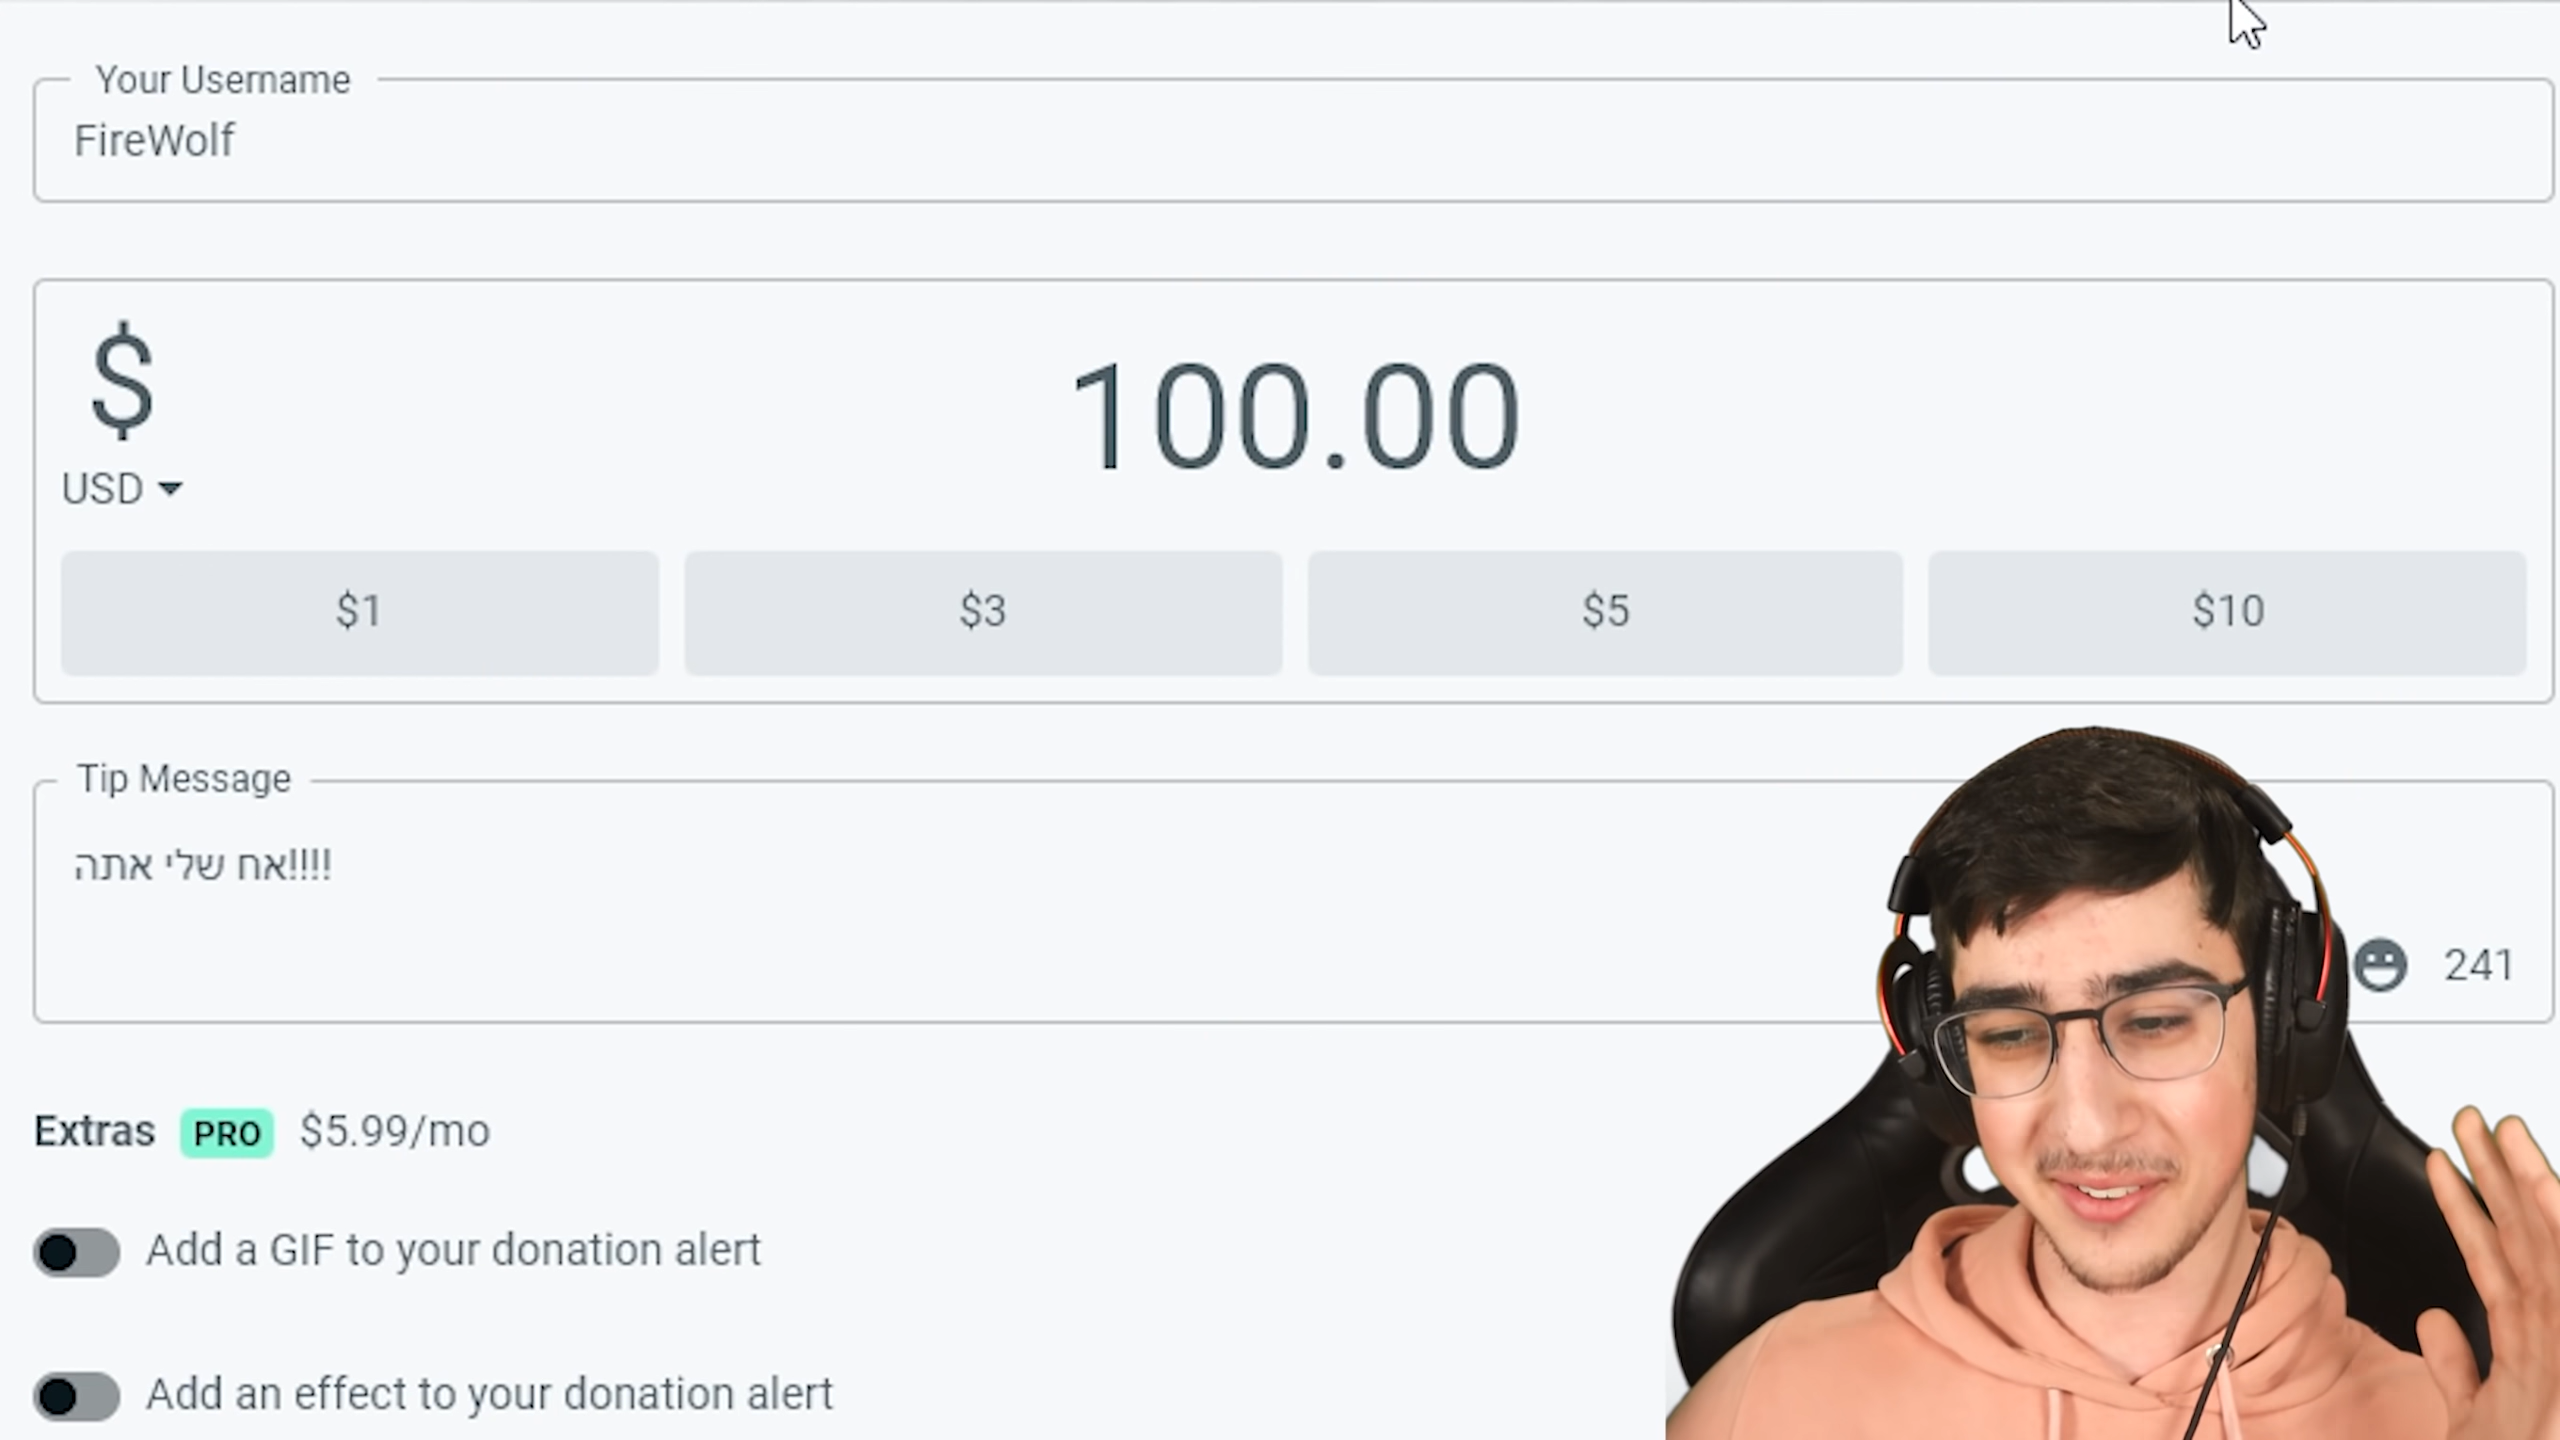 Your Username
FireWolf
$
100.00
USD
$1
$3
$5
$10
Tip Message
אח שלי אתה!!!!
241
Extras PRO $5.99/mo
Add a GIF to your donation alert
Add an effect to your donation alert